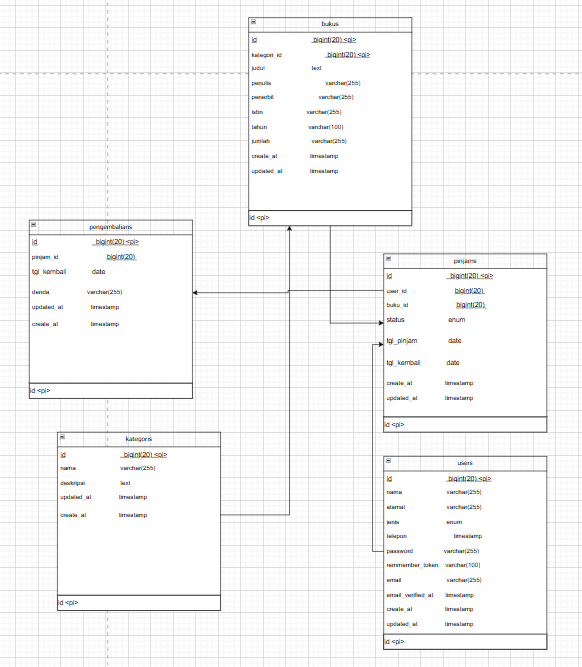 bukus
id bigint(20) <pi>
kategori_id bigint(20) <pi>
judul text
penulis varchar(255)
penerbit varchar(255)
isbn varchar(255)
tahun varchar(100)
jumlah varchar(255)
create_at timestamp
updated_at timestamp
id <pi>
pengembalians
id bigint(20) <pi>
pinjam_id bigint(20)
tgl_kembali date
denda varchar(255)
updated_at timestamp
create_at timestamp
id <pi>
pinjams
id bigint(20) <pi>
user_id bigint(20)
buku_id bigint(20)
status enum
tgl_pinjam date
tgl_kembali date
create_at timestamp
updated_at timestamp
id <pi>
kategoris
id bigint(20) <pi>
nama varchar(255)
deskripsi text
updated_at timestamp
create_at timestamp
id <pi>
users
id bigint(20) <pi>
nama varchar(255)
alamat varchar(255)
jenis enum
telepon timestamp
password varchar(255)
remmember_token varchar(100)
email varchar(255)
email_verified_at timestamp
create_at timestamp
updated_at timestamp
id <pi>